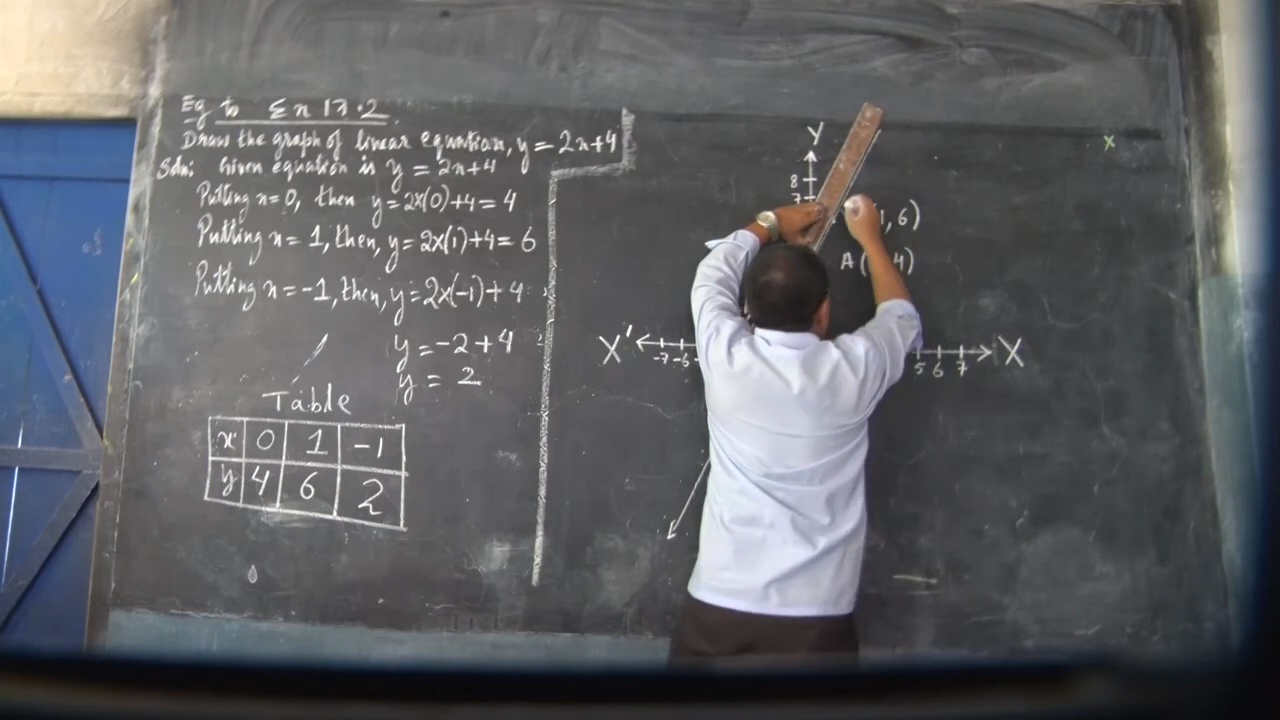 Eg to Ex 17.2
Draw the graph of linear equation, y = 2x+4
Soln: Given equation is y = 2x+4
Putting x=0, then y=2x(0)+4=4
Putting x=1, then, y=2x(1)+4=6
Putting x=-1, then, y=2x(-1)+4
y=-2+4
y = 2
Table
x 0 1 -1
y 4 6 2
Y
8
7
1, 6)
A ( 4)
X' -7 -6 5 6 7 X
x